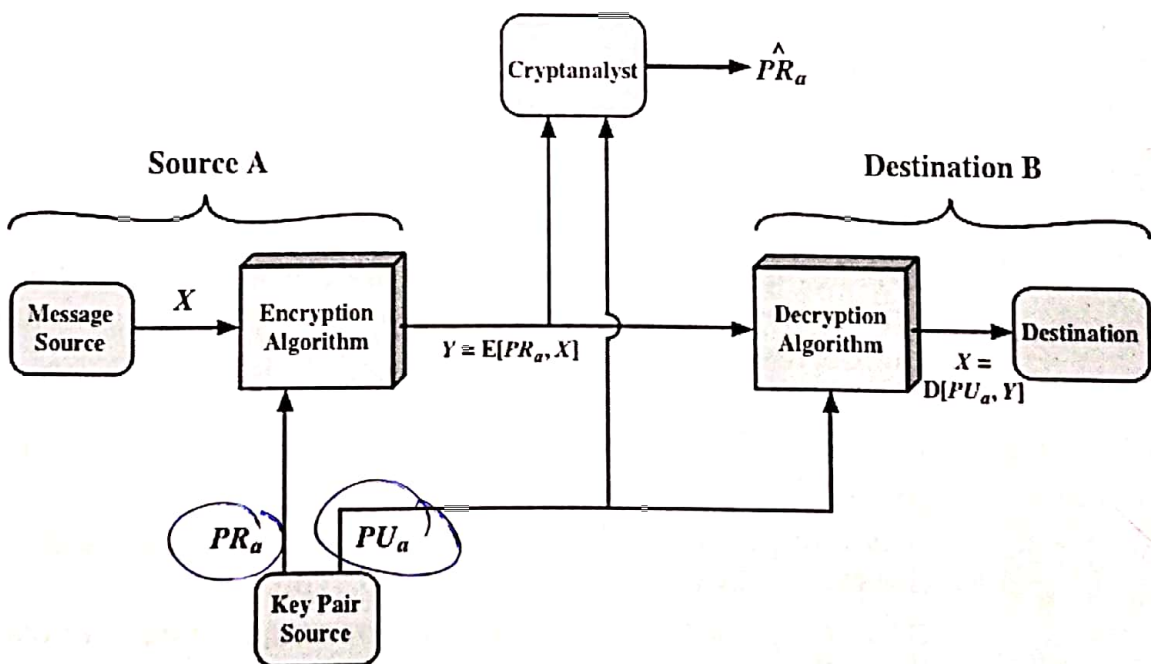 Cryptanalyst
P̂R_a
Source A
Destination B
Message
Source
X
Encryption
Algorithm
Y = E[PR_a, X]
Decryption
Algorithm
X =
D[PU_a, Y]
Destination
PR_a
PU_a
Key Pair
Source